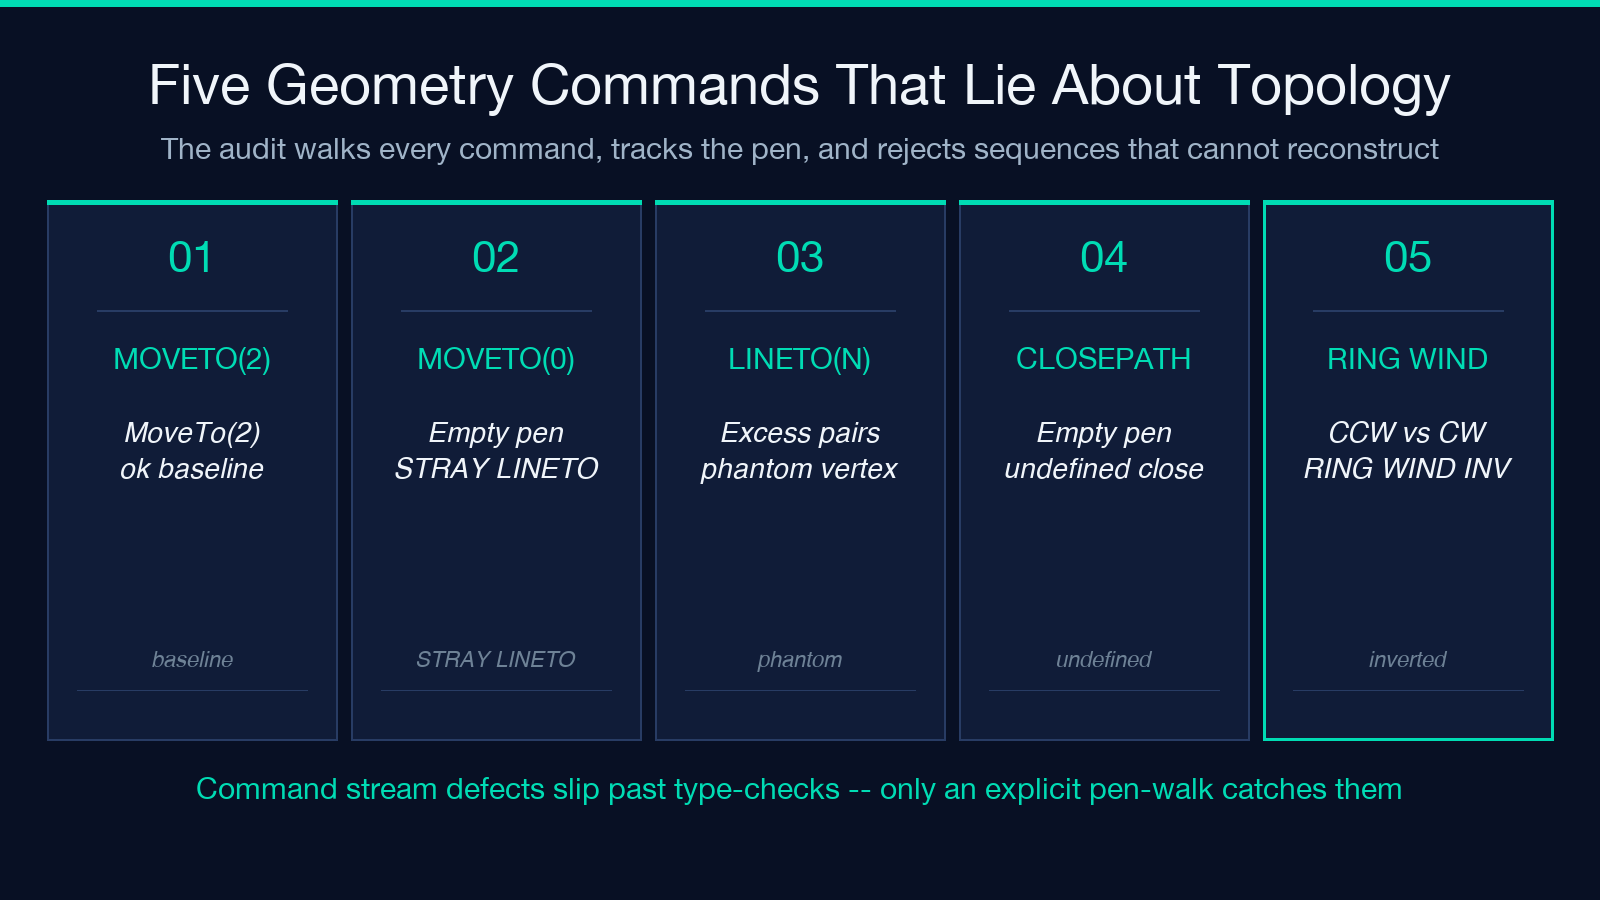 Five Geometry Commands That Lie About Topology
The audit walks every command, tracks the pen, and rejects sequences that cannot reconstruct
01
MOVETO(2)
MoveTo(2)
ok baseline
baseline
02
MOVETO(0)
Empty pen
STRAY LINETO
STRAY LINETO
03
LINETO(N)
Excess pairs
phantom vertex
phantom
04
CLOSEPATH
Empty pen
undefined close
undefined
05
RING WIND
CCW vs CW
RING WIND INV
inverted
Command stream defects slip past type-checks -- only an explicit pen-walk catches them